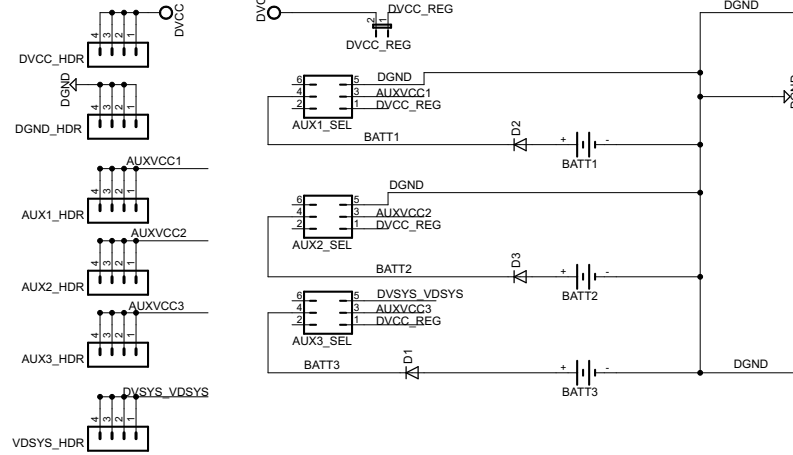 DVCC
4 3 2 1
DVCC_HDR
DGND
4 3 2 1
DGND_HDR
AUXVCC1
4 3 2 1
AUX1_HDR
AUXVCC2
4 3 2 1
AUX2_HDR
AUXVCC3
4 3 2 1
AUX3_HDR
DVSYS_VDSYS
4 3 2 1
VDSYS_HDR
DVCC_REG
2 1
DVCC_REG
DGND
6 5 DGND
4 3 AUXVCC1
2 1 DVCC_REG
AUX1_SEL
BATT1
D2
+ -
BATT1
DGND
6 5
4 3 AUXVCC2
2 1 DVCC_REG
AUX2_SEL
BATT2
D3
+ -
BATT2
6 5 DVSYS_VDSYS
4 3 AUXVCC3
2 1 DVCC_REG
AUX3_SEL
BATT3
D1
+ -
BATT3
DGND